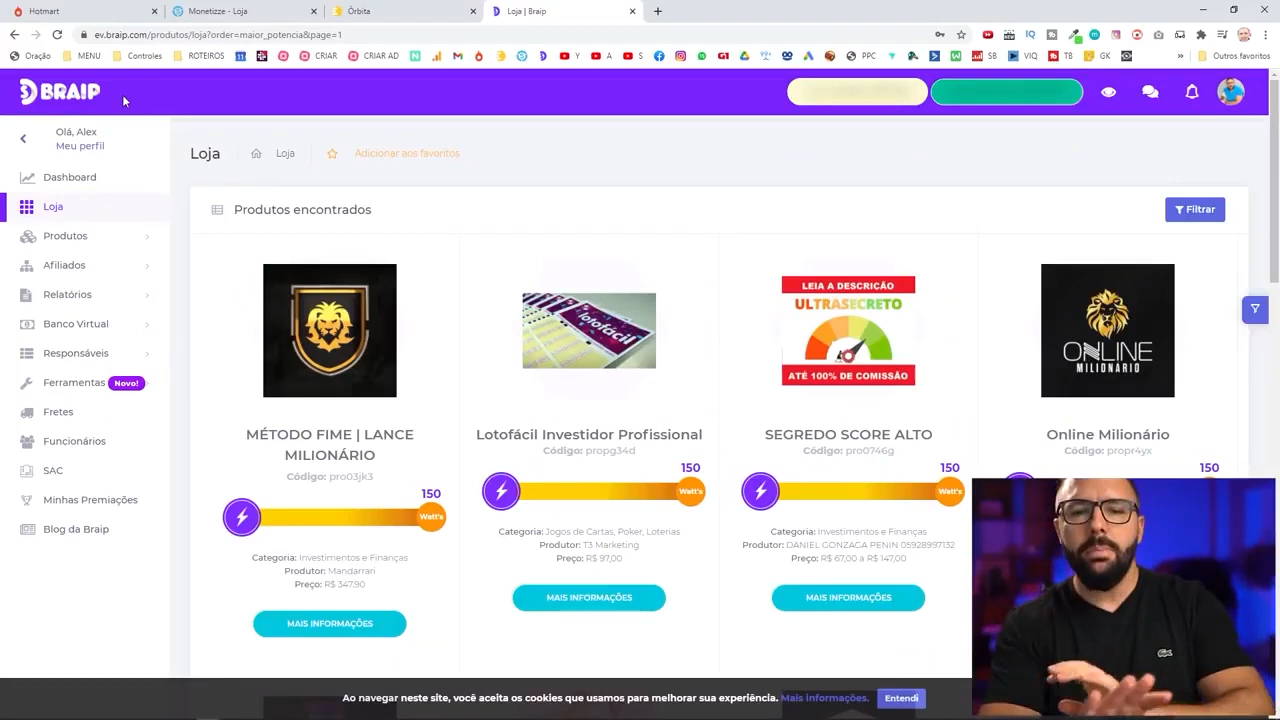 Hotmart
Monetizze - Loja
Órbita
Loja | Braip
ev.braip.com/produtos/loja?order=maior_potencia&page=1
Oração
MENU
Controles
ROTEIROS
CRIAR
CRIAR AD
Y
A
S
PPC
SB
VIQ
TB
GK
Outros favoritos
BRAIP
Olá, Alex
Meu perfil
Dashboard
Loja
Produtos
Afiliados
Relatórios
Banco Virtual
Responsáveis
Ferramentas Novo!
Fretes
Funcionários
SAC
Minhas Premiações
Blog da Braip
Loja
Loja
Adicionar aos favoritos
Produtos encontrados
Filtrar
MÉTODO FIME | LANCE
MILIONÁRIO
Código: pro03jk3
150
Watt's
Categoria: Investimentos e Finanças
Produtor: Mandarrari
Preço: R$ 347,90
MAIS INFORMAÇÕES
lotofácil
Lotofácil Investidor Profissional
Código: propg34d
150
Watt's
Categoria: Jogos de Cartas, Poker, Loterias
Produtor: T3 Marketing
Preço: R$ 97,00
MAIS INFORMAÇÕES
LEIA A DESCRIÇÃO
ULTRASECRETO
ATÉ 100% DE COMISSÃO
SEGREDO SCORE ALTO
Código: pro0746g
150
Watt's
Categoria: Investimentos e Finanças
Produtor: DANIEL GONZAGA PENIN 05928997132
Preço: R$ 67,00 a R$ 147,00
MAIS INFORMAÇÕES
ONLINE
MILIONÁRIO
Online Milionário
Código: propr4yx
150
Ao navegar neste site, você aceita os cookies que usamos para melhorar sua experiência. Mais informações.
Entendi